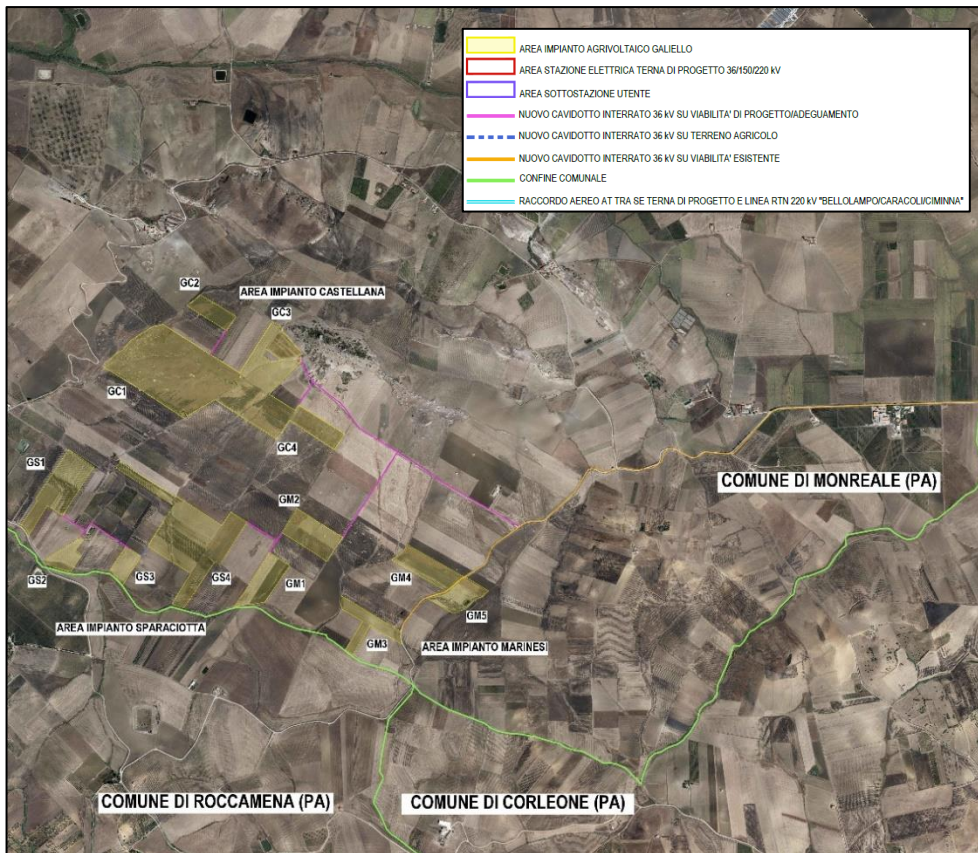 AREA IMPIANTO AGRIVOLTAICO GALIELLO
AREA STAZIONE ELETTRICA TERNA DI PROGETTO 36/150/220 kV
AREA SOTTOSTAZIONE UTENTE
NUOVO CAVIDOTTO INTERRATO 36 kV SU VIABILITA' DI PROGETTO/ADEGUAMENTO
NUOVO CAVIDOTTO INTERRATO 36 kV SU TERRENO AGRICOLO
NUOVO CAVIDOTTO INTERRATO 36 kV SU VIABILITA' ESISTENTE
CONFINE COMUNALE
RACCORDO AEREO AT TRA SE TERNA DI PROGETTO E LINEA RTN 220 kV "BELLOLAMPO/CARACOLI/CIMINNA"
GC2
AREA IMPIANTO CASTELLANA
GC3
GC1
GC4
GS1
GM2
COMUNE DI MONREALE (PA)
GS2
GS3
GS4
GM1
GM4
GM5
AREA IMPIANTO SPARACIOTTA
GM3
AREA IMPIANTO MARINESI
COMUNE DI ROCCAMENA (PA)
COMUNE DI CORLEONE (PA)